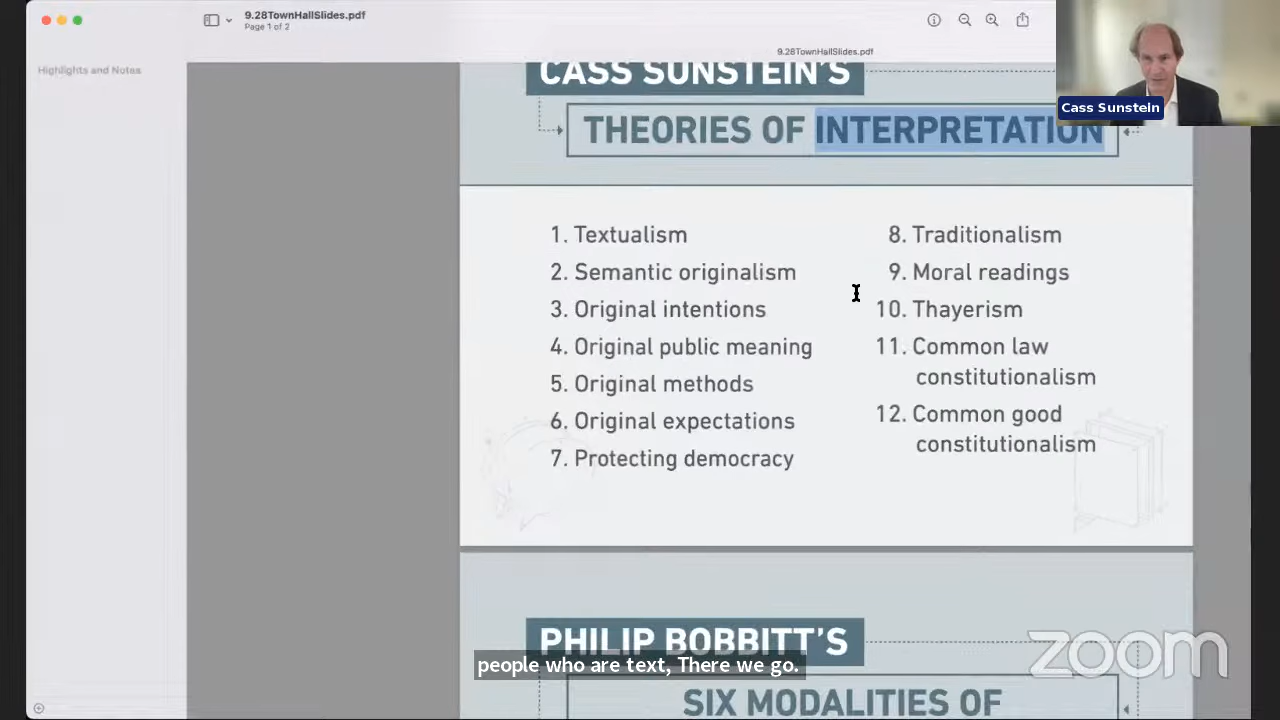 9.28TownHallSlides.pdf
Page 1 of 2
9.28TownHallSlides.pdf
Highlights and Notes
CASS SUNSTEIN'S
Cass Sunstein
THEORIES OF INTERPRETATION
1. Textualism
2. Semantic originalism
3. Original intentions
4. Original public meaning
5. Original methods
6. Original expectations
7. Protecting democracy
8. Traditionalism
9. Moral readings
10. Thayerism
11. Common law
constitutionalism
12. Common good
constitutionalism
PHILIP BOBBITT'S
people who are text, There we go.
zoom
SIX MODALITIES OF